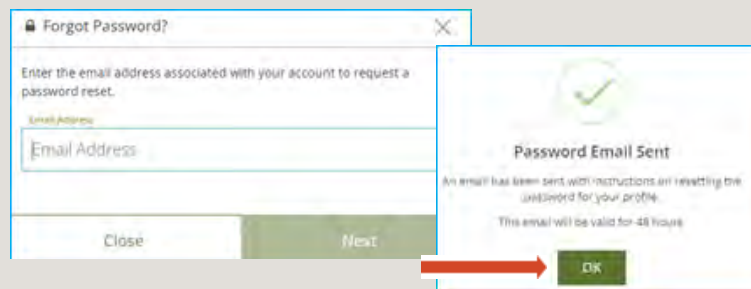 Forgot Password?
Enter the email address associated with your account to request a
password reset.
Email Address
Email Address
Close
Next
Password Email Sent
An email has been sent with instructions on resetting the
password for your profile.
This email will be valid for 48 hours
OK